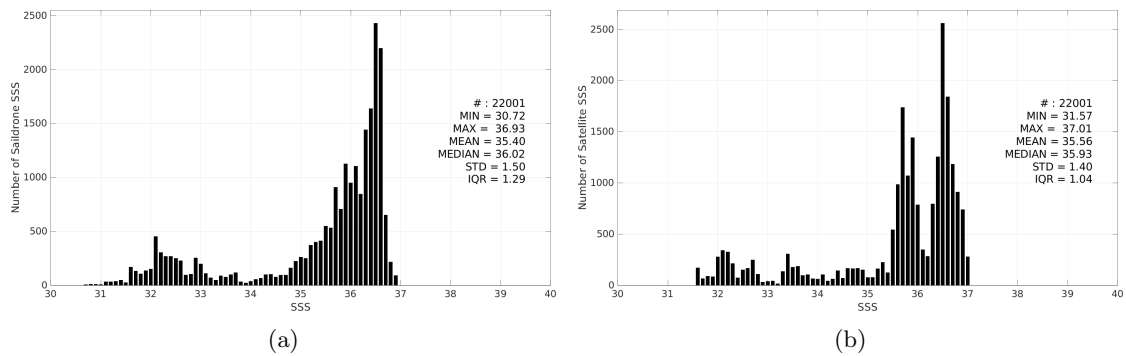 2500
2000
1500
1000
500
0
Number of Saildrone SSS
# : 22001
MIN = 30.72
MAX = 36.93
MEAN = 35.40
MEDIAN = 36.02
STD = 1.50
IQR = 1.29
30 31 32 33 34 35 36 37 38 39 40
SSS
(a)
2500
2000
1500
1000
500
0
Number of Satellite SSS
# : 22001
MIN = 31.57
MAX = 37.01
MEAN = 35.56
MEDIAN = 35.93
STD = 1.40
IQR = 1.04
30 31 32 33 34 35 36 37 38 39 40
SSS
(b)